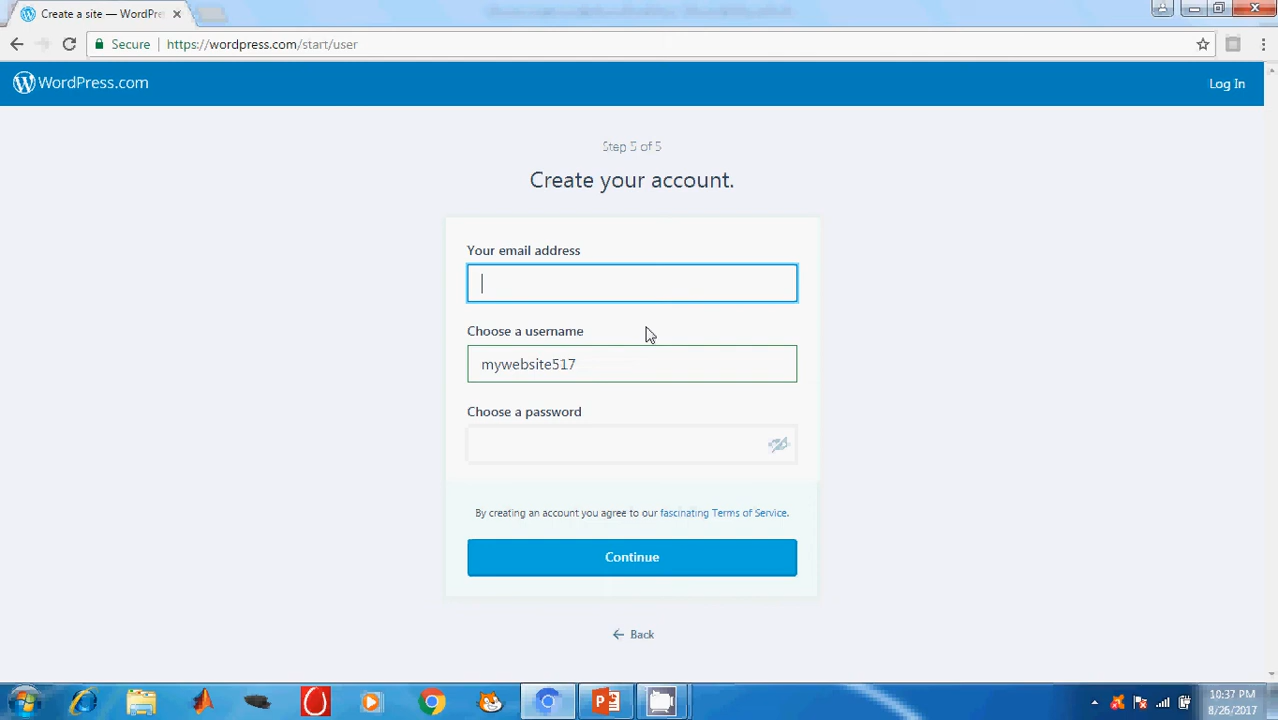 Create a site — WordPre
Secure
https://wordpress.com/start/user
WordPress.com
Log In
Step 5 of 5
Create your account.
Your email address
Choose a username
mywebsite517
Choose a password
By creating an account you agree to our fascinating Terms of Service.
Continue
← Back
10:37 PM
8/26/2017